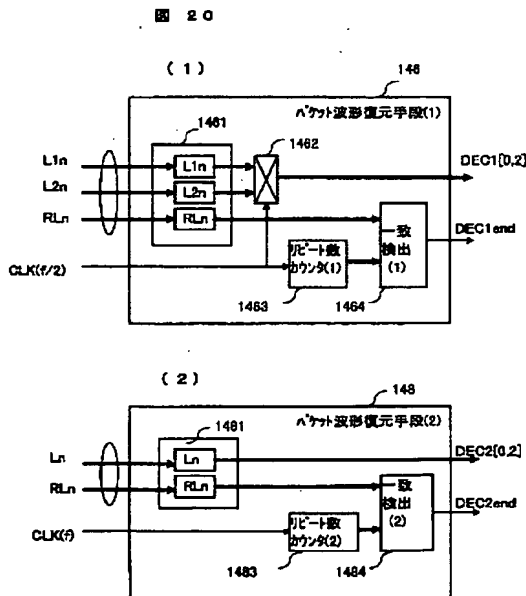 図 20
(1)
146
パケット波形復元手段(1)
1461
1462
L1n
L1n
DEC1[0,2]
L2n
L2n
RLn
RLn
DEC1end
一致
検出
(1)
CLK(f/2)
リピート数
カウンタ(1)
1463
1464
(2)
148
パケット波形復元手段(2)
1481
Ln
Ln
DEC2[0,2]
RLn
RLn
一致
検出
(2)
DEC2end
CLK(f)
リピート数
カウンタ(2)
1483
1484